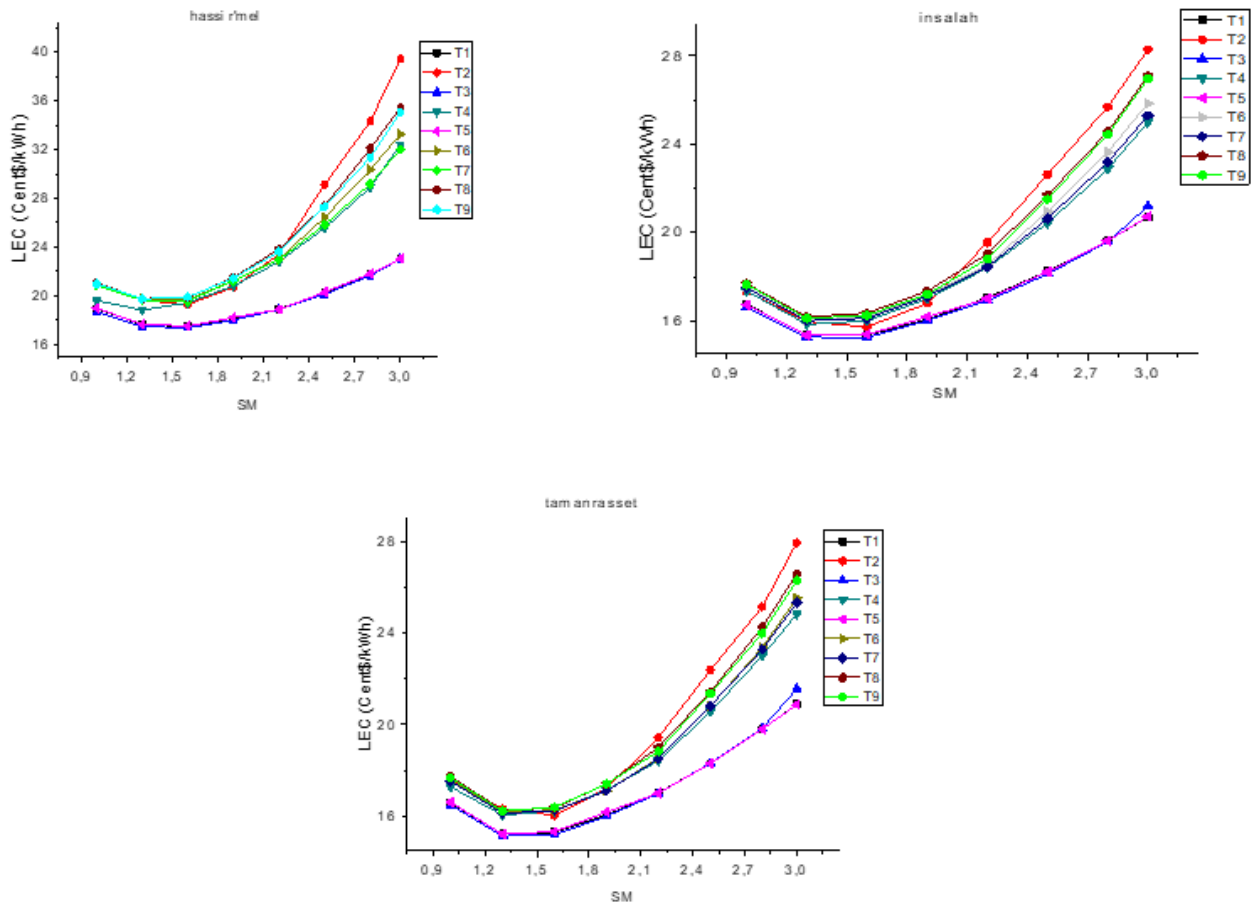 hassi r'mel
LEC (Cent$/kWh)
40
36
32
28
24
20
16
0,9 1,2 1,5 1,8 2,1 2,4 2,7 3,0
SM
T1
T2
T3
T4
T5
T6
T7
T8
T9
insalah
LEC (Cent$/kWh)
28
24
20
16
0,9 1,2 1,5 1,8 2,1 2,4 2,7 3,0
SM
T1
T2
T3
T4
T5
T6
T7
T8
T9
tamanrasset
LEC (Cent$/kWh)
28
24
20
16
0,9 1,2 1,5 1,8 2,1 2,4 2,7 3,0
SM
T1
T2
T3
T4
T5
T6
T7
T8
T9